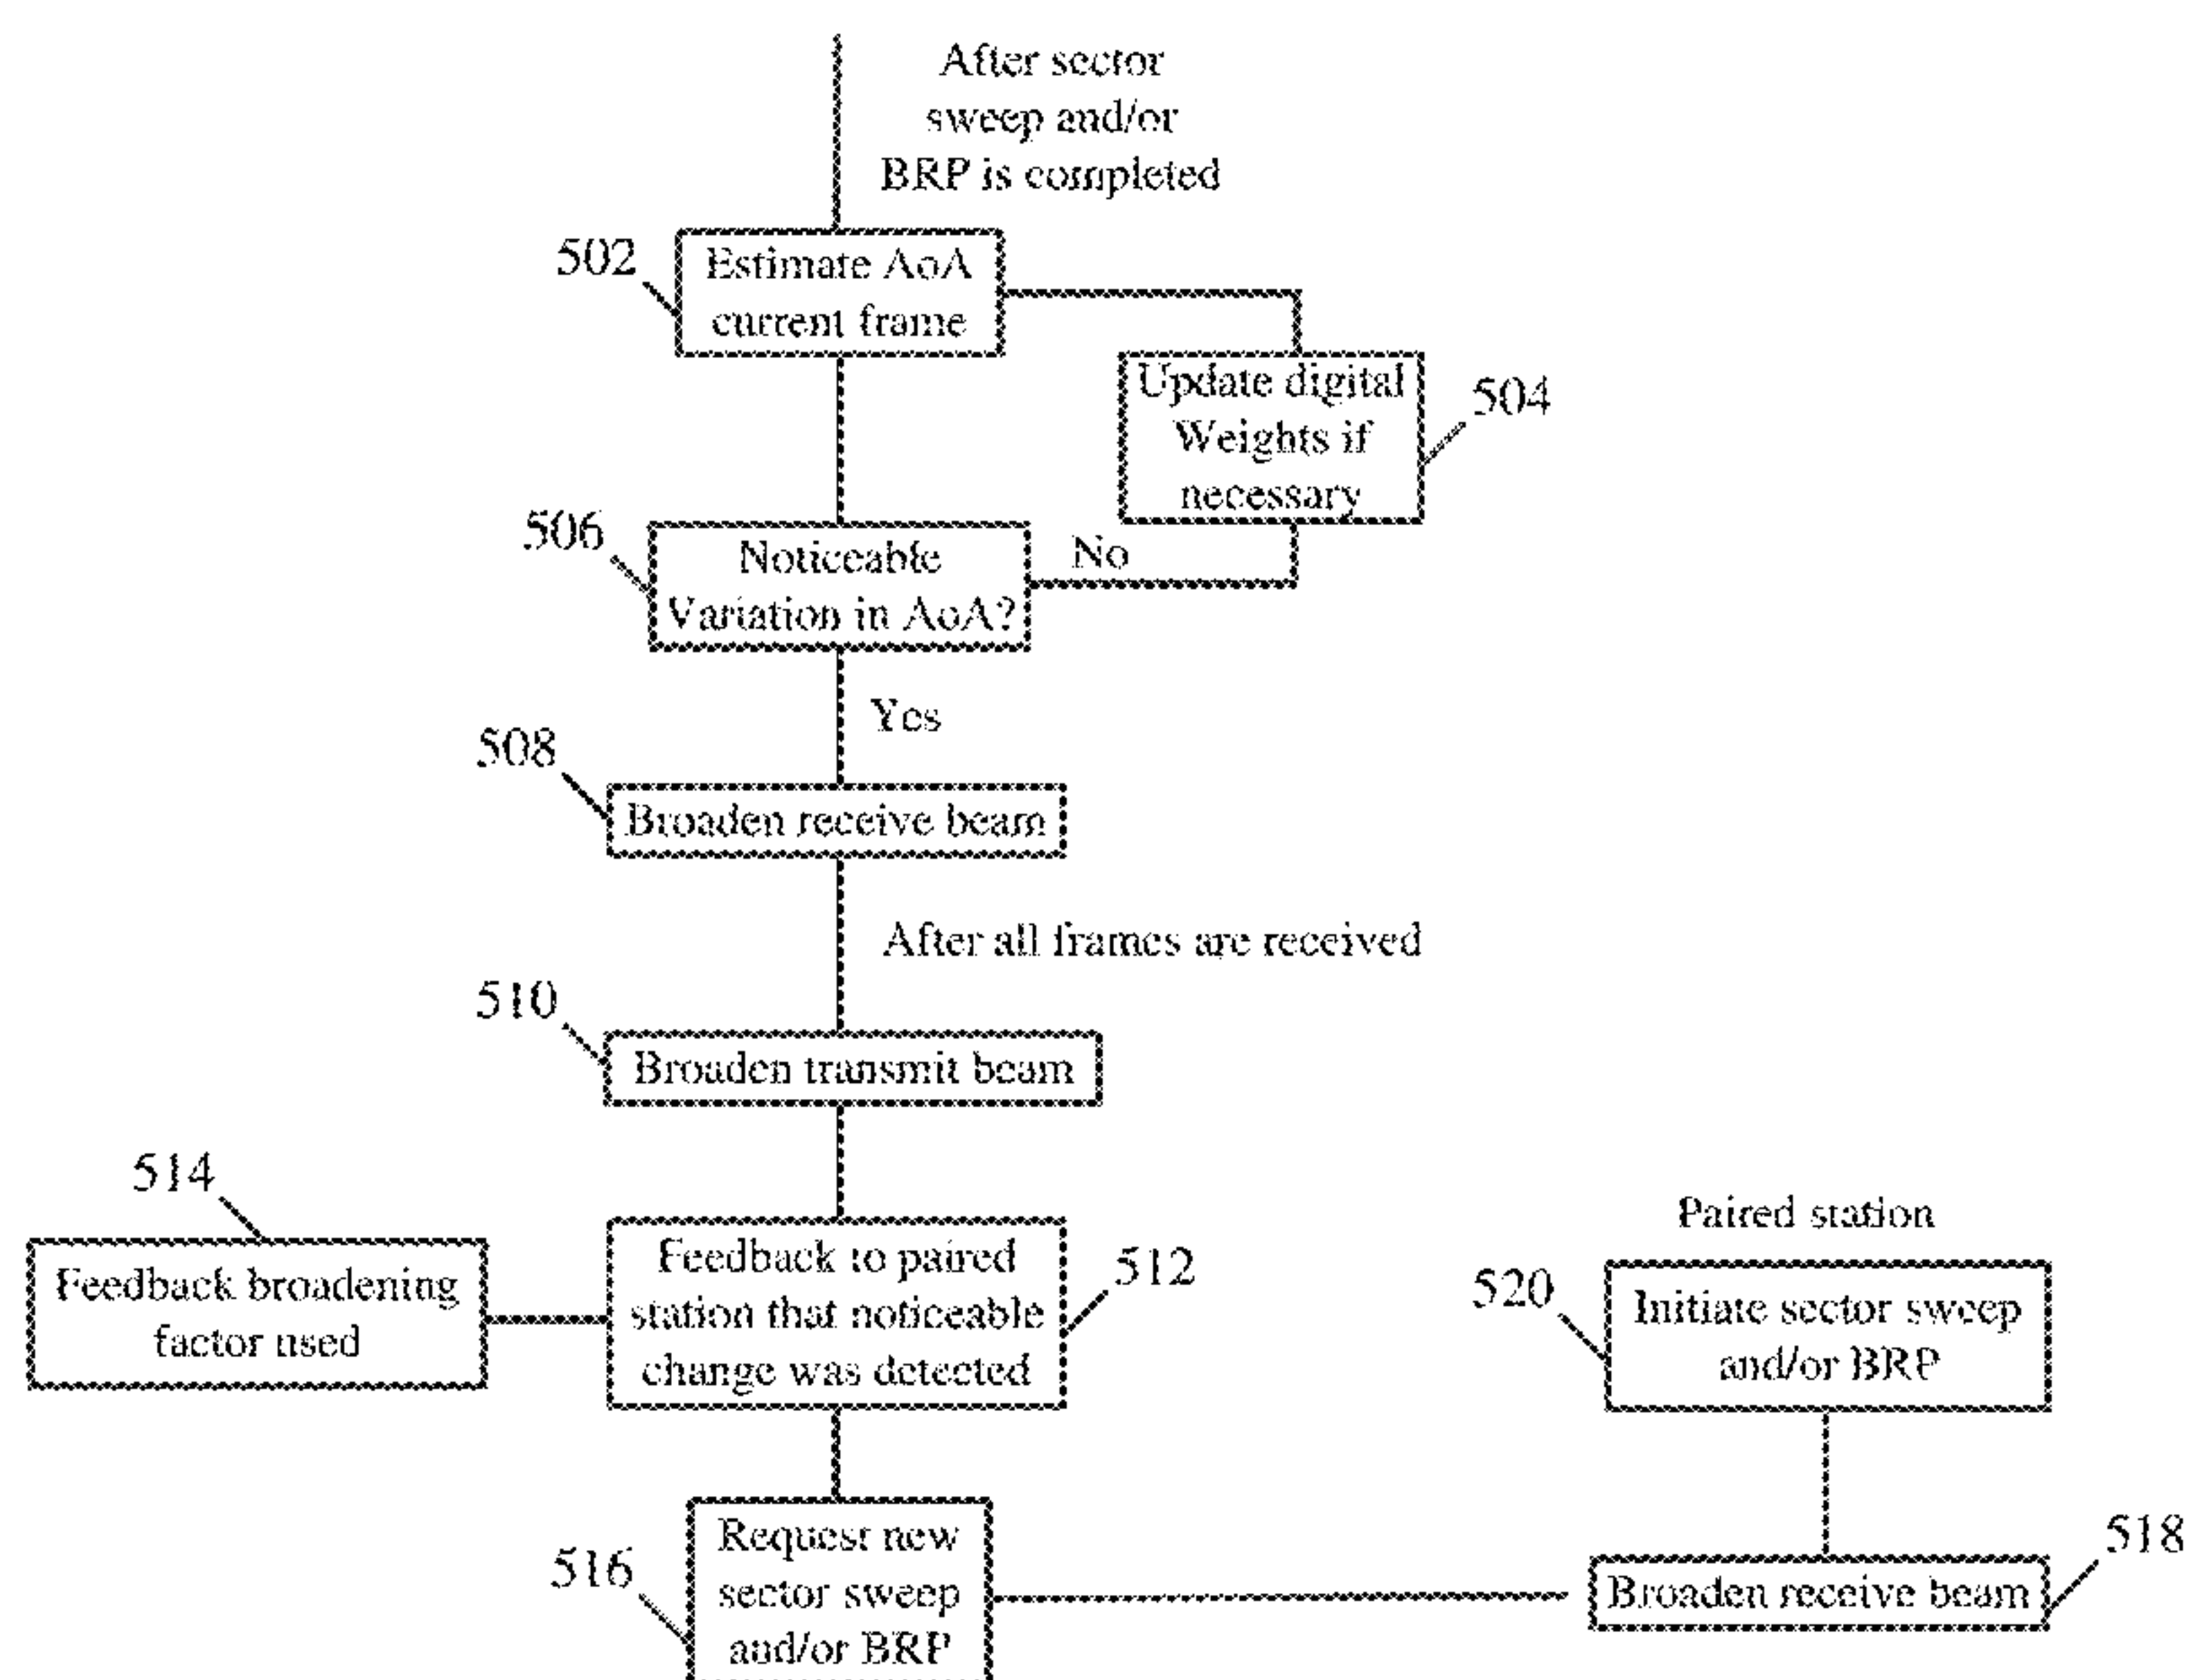 After sector
sweep and/or
BRP is completed
502
Estimate AoA
current frame
Update digital
Weights if
necessary
504
506
Noticeable
Variation in AoA?
No
Yes
508
Broaden receive beam
After all frames are received
510
Broaden transmit beam
514
Feedback broadening
factor used
Feedback to paired
station that noticeable
change was detected
512
Paired station
520
Initiate sector sweep
and/or BRP
516
Request new
sector sweep
and/or BRP
518
Broaden receive beam